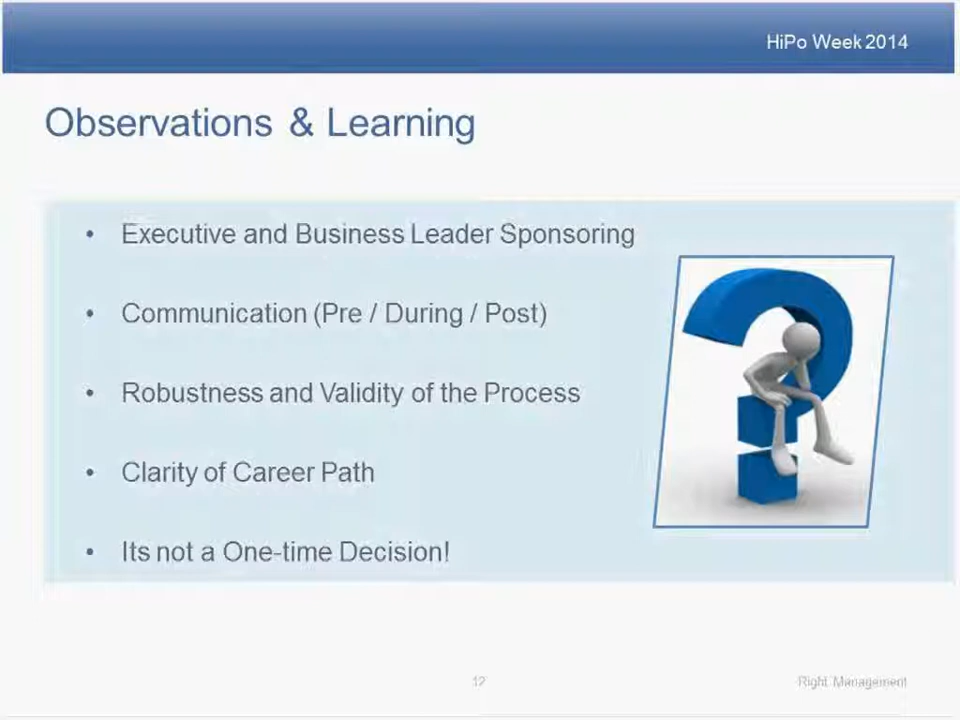 HiPo Week 2014
Observations & Learning
• Executive and Business Leader Sponsoring
• Communication (Pre / During / Post)
• Robustness and Validity of the Process
• Clarity of Career Path
• Its not a One-time Decision!
12
Right Management